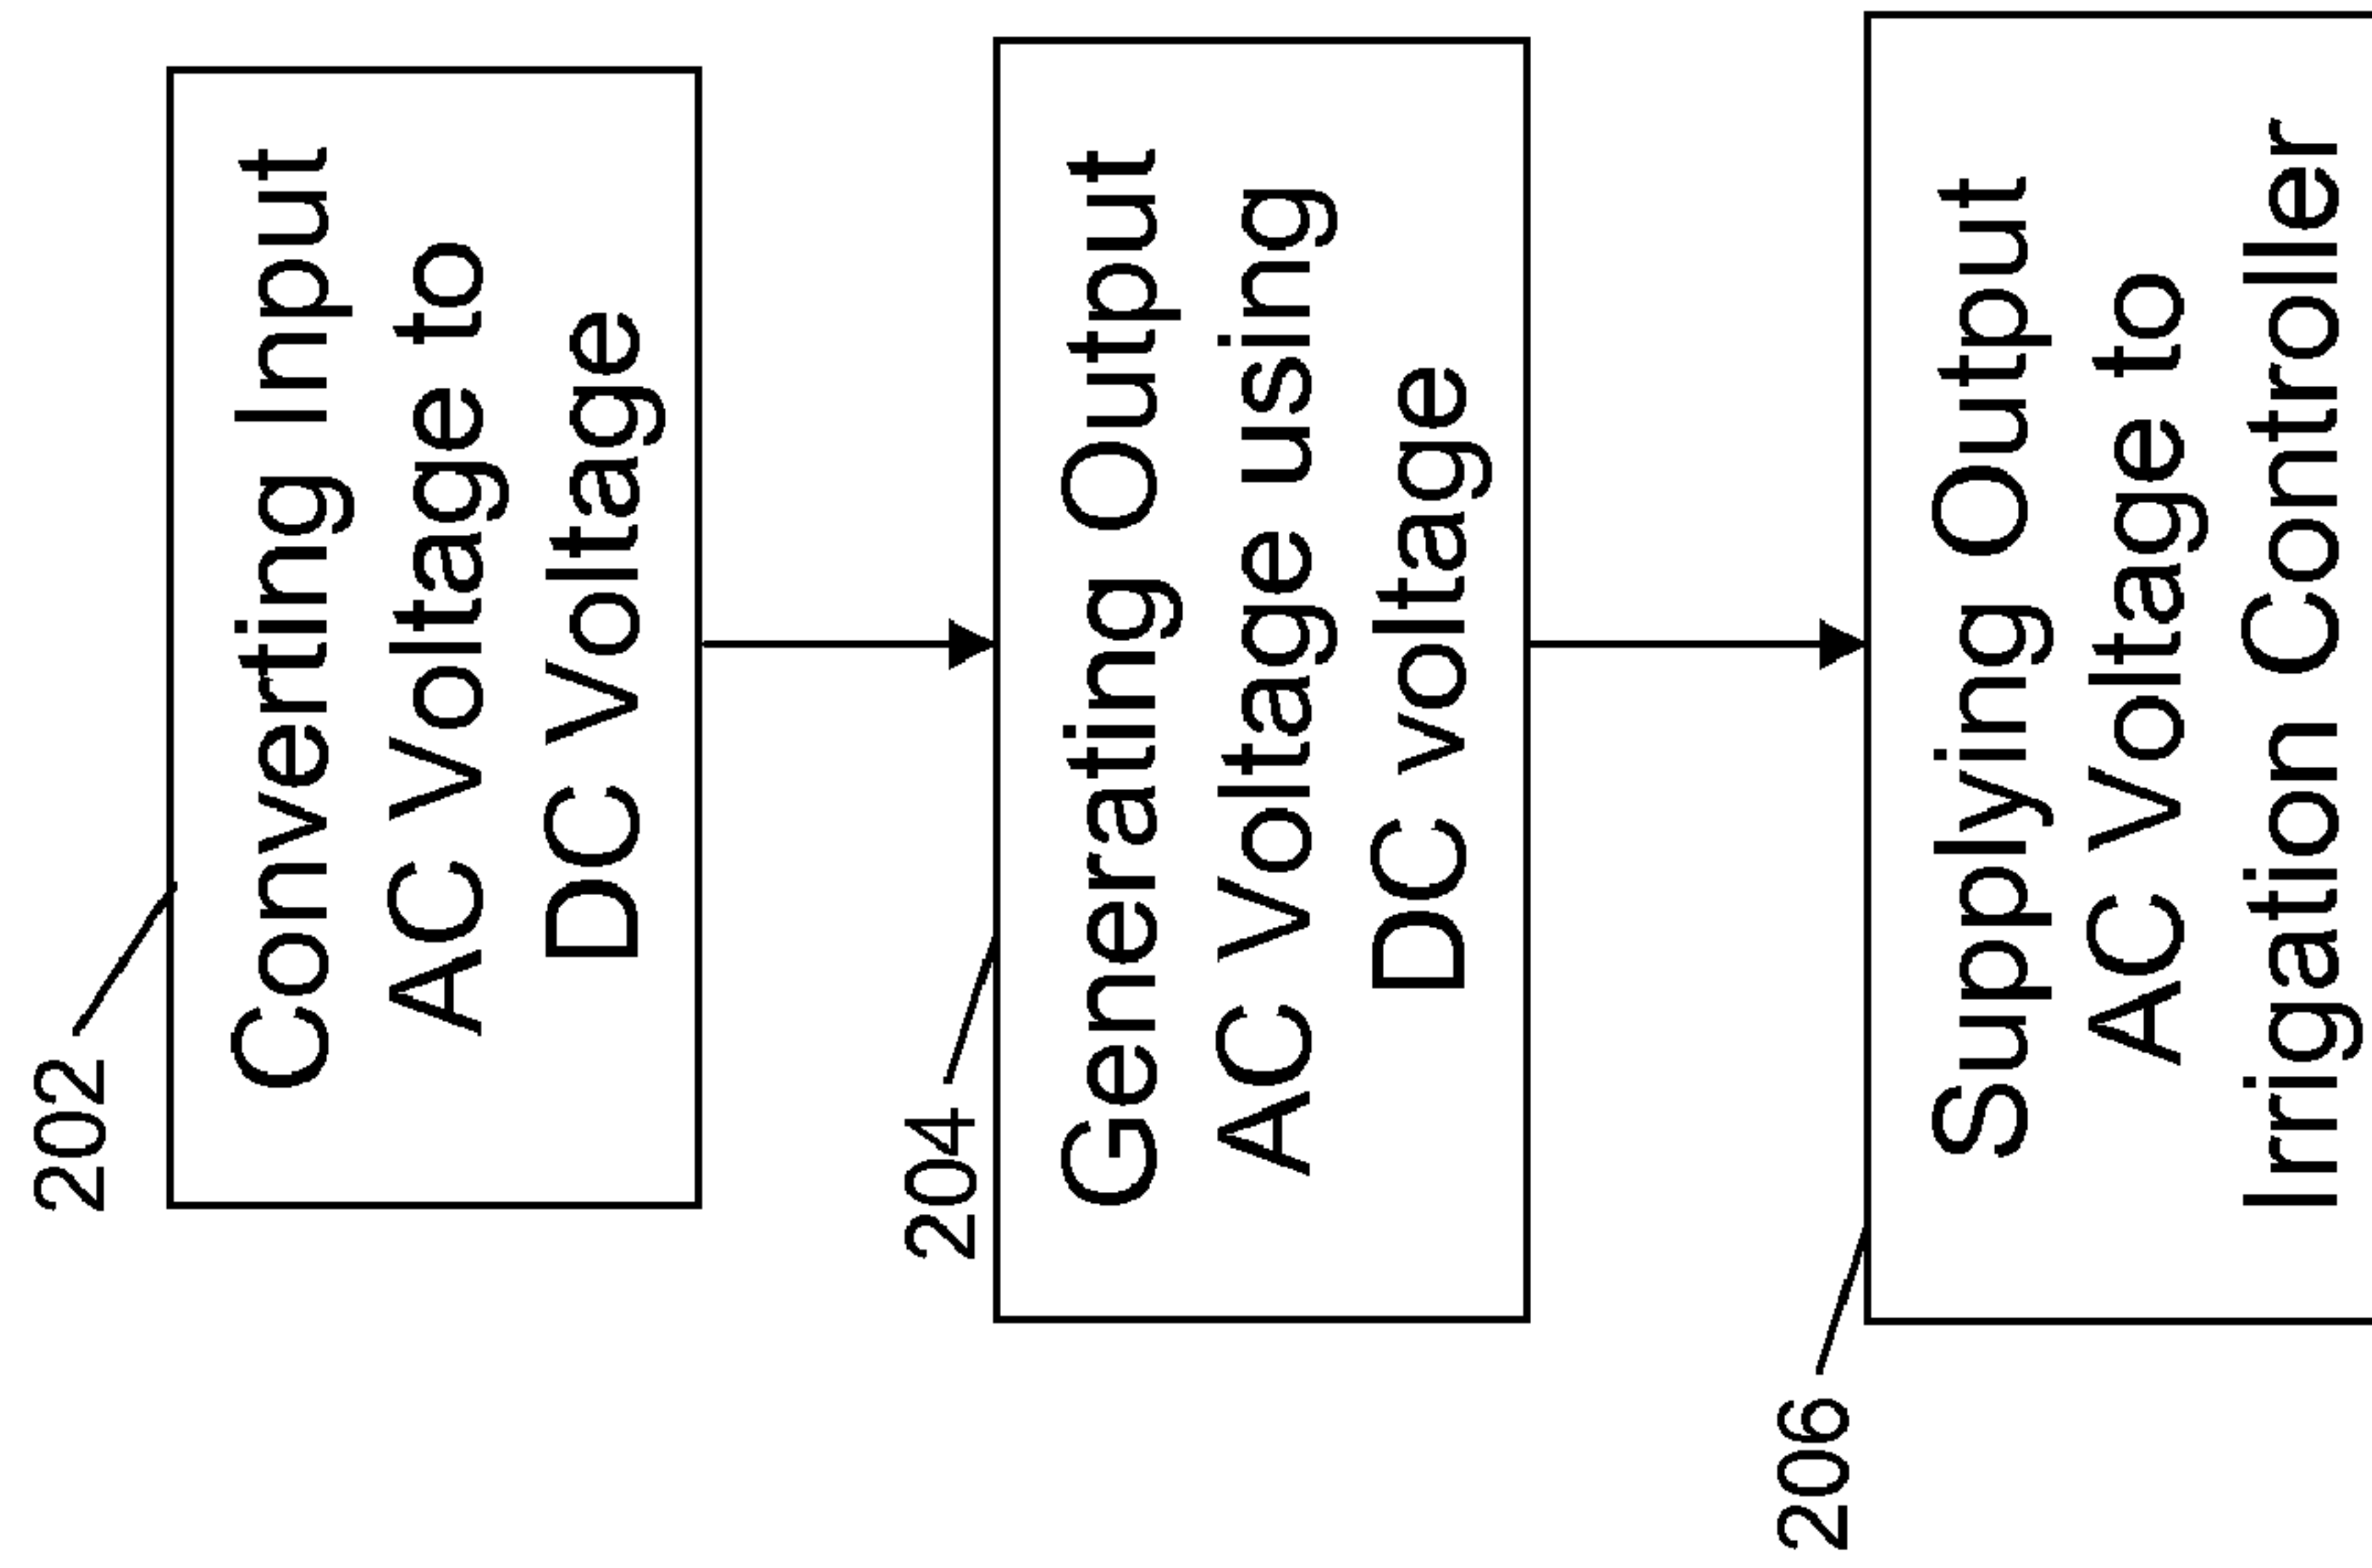 202
Converting Input
AC Voltage to
DC Voltage
204
Generating Output
AC Voltage using
DC voltage
206
Supplying Output
AC Voltage to
Irrigation Controller